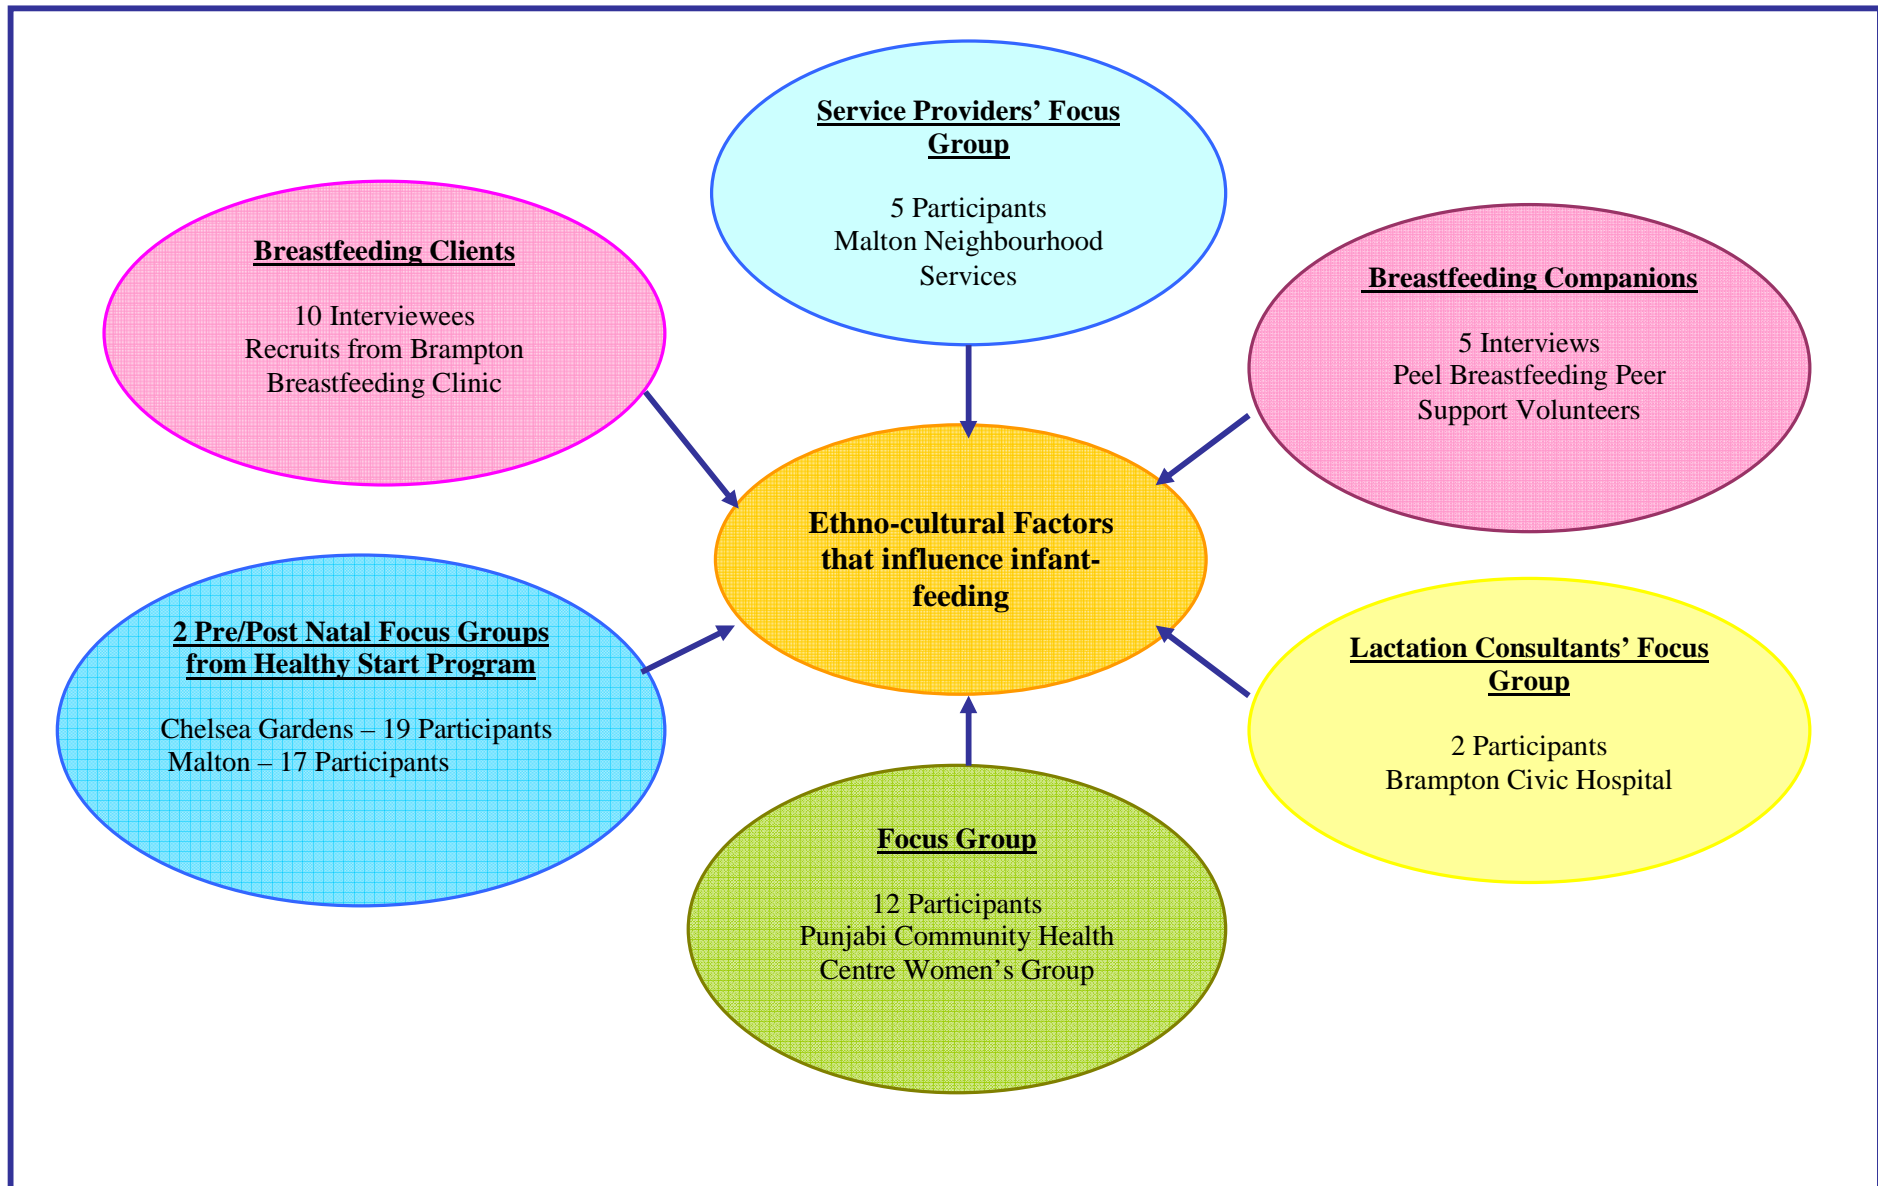 Service Providers’ Focus
Group
5 Participants
Malton Neighbourhood
Services
Breastfeeding Clients
10 Interviewees
Recruits from Brampton
Breastfeeding Clinic
Breastfeeding Companions
5 Interviews
Peel Breastfeeding Peer
Support Volunteers
Ethno-cultural Factors
that influence infant-
feeding
2 Pre/Post Natal Focus Groups
from Healthy Start Program
Chelsea Gardens – 19 Participants
Malton – 17 Participants
Lactation Consultants’ Focus
Group
2 Participants
Brampton Civic Hospital
Focus Group
12 Participants
Punjabi Community Health
Centre Women’s Group